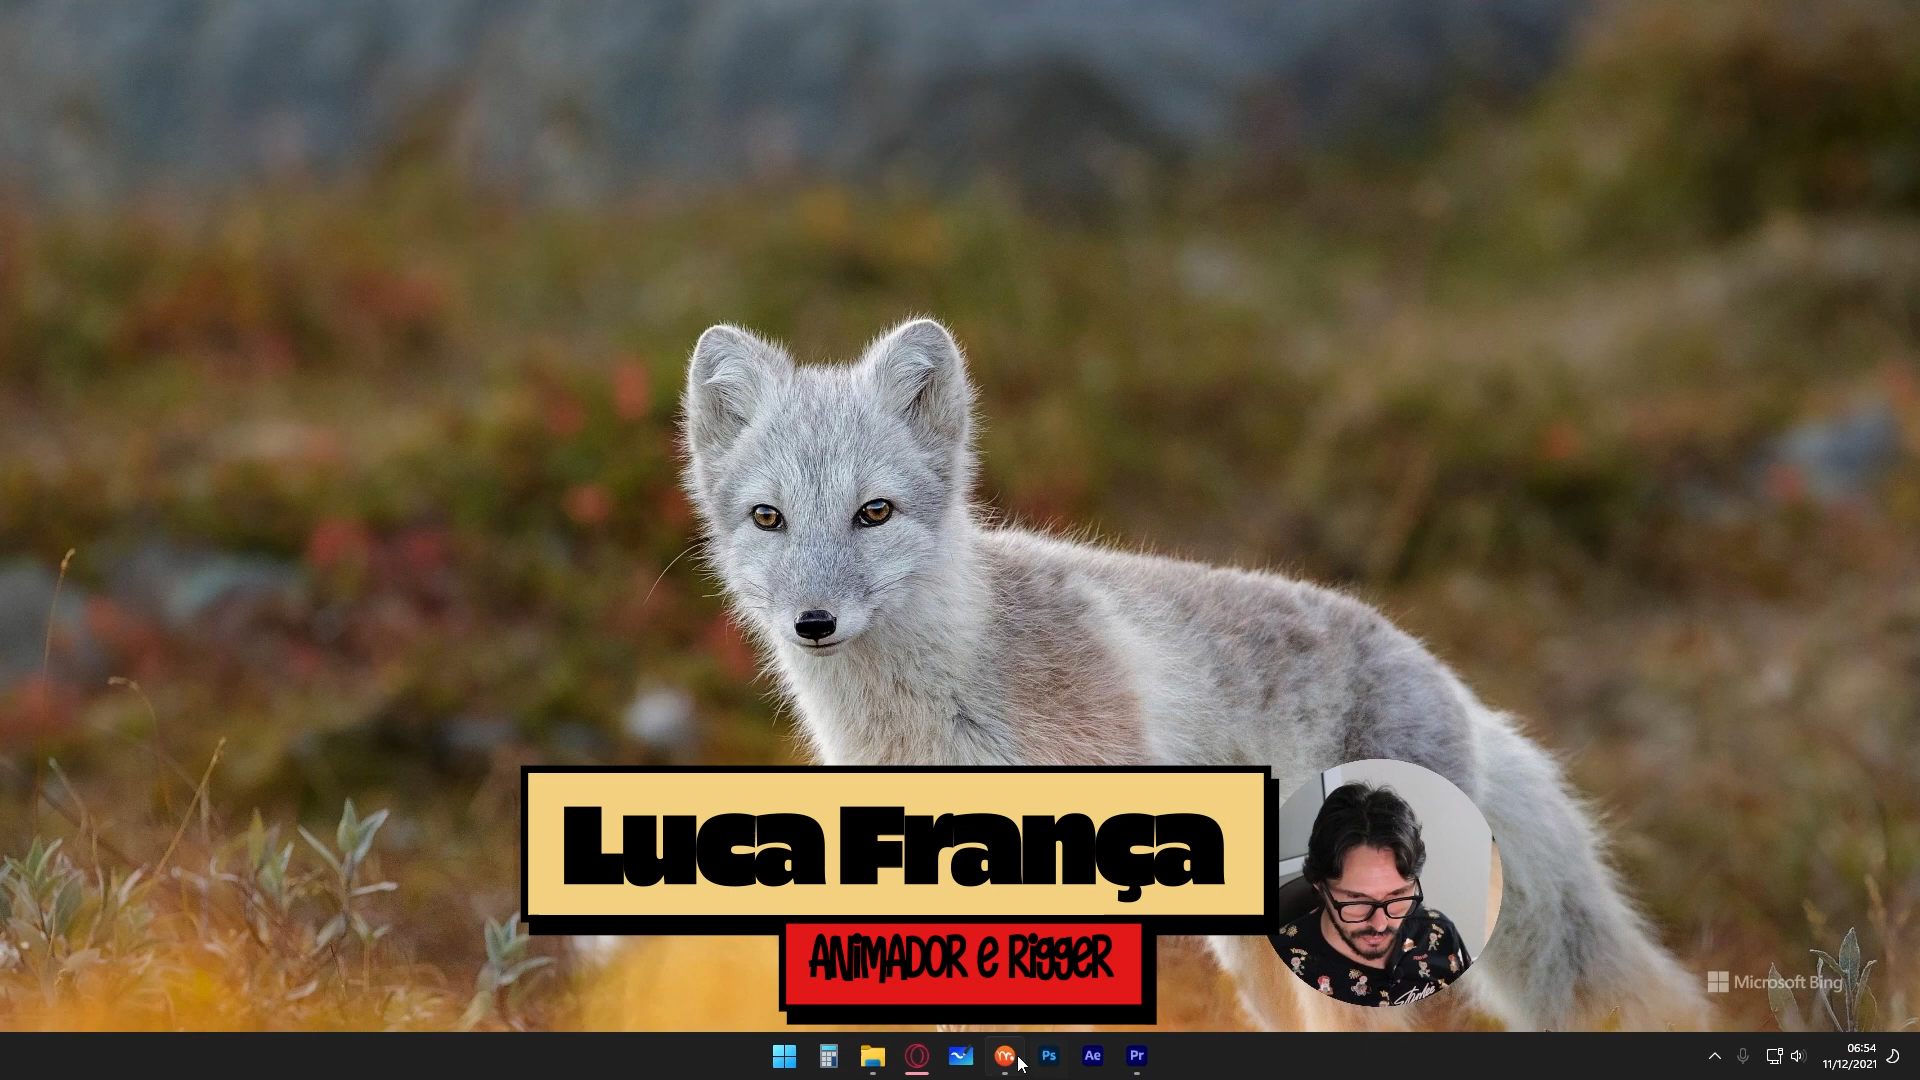 Luca França
ANiMADOR e RiggeR
Microsoft Bing
Ps
Ae
Pr
06:54
11/12/2021